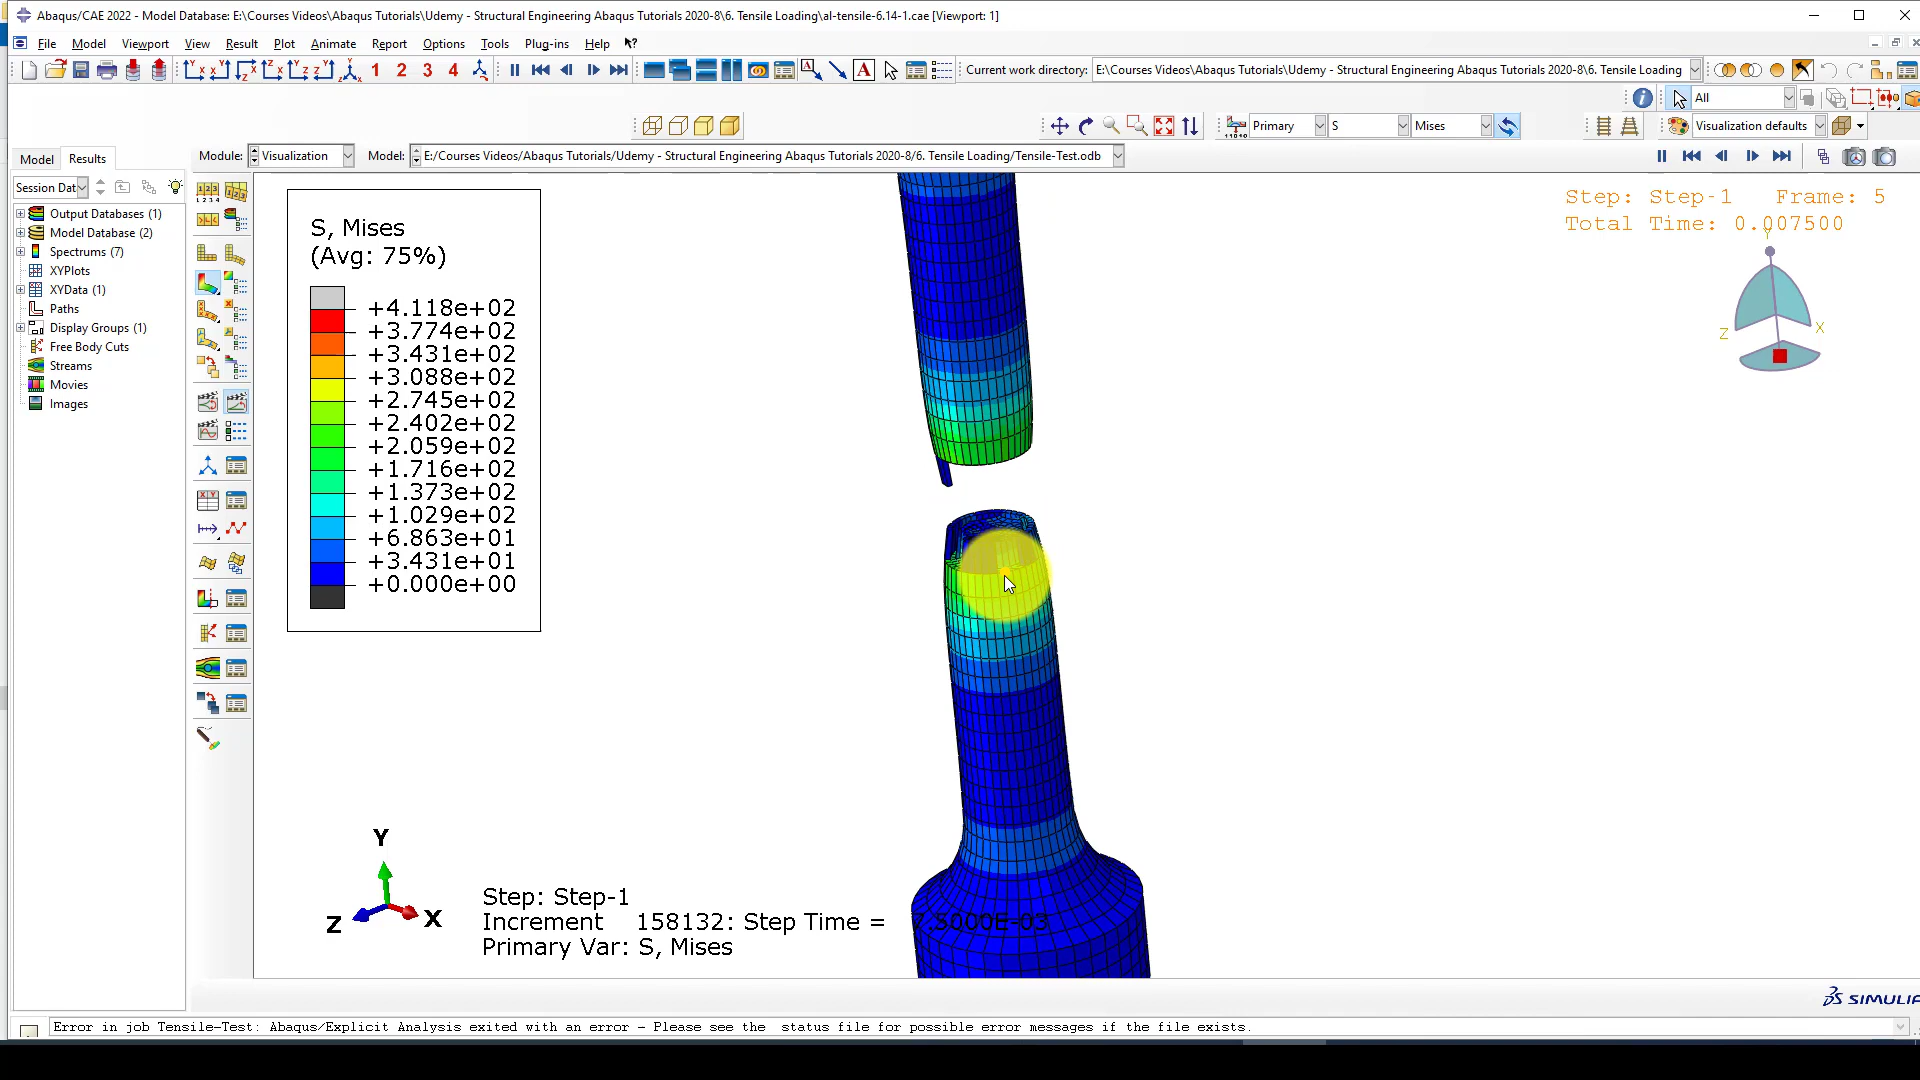 Abaqus/CAE 2022 - Model Database: E:\Courses Videos\Abaqus Tutorials\Udemy - Structural Engineering Abaqus Tutorials 2020-8\6. Tensile Loading\al-tensile-6.14-1.cae [Viewport: 1]
File Model Viewport View Result Plot Animate Report Options Tools Plug-ins Help
1 2 3 4
Current work directory: E:\Courses Videos\Abaqus Tutorials\Udemy - Structural Engineering Abaqus Tutorials 2020-8\6. Tensile Loading
All
Primary S Mises Visualization defaults
Model Results
Module: Visualization Model: E:/Courses Videos/Abaqus Tutorials/Udemy - Structural Engineering Abaqus Tutorials 2020-8/6. Tensile Loading/Tensile-Test.odb
Session Dat
Output Databases (1)
Model Database (2)
Spectrums (7)
XYPlots
XYData (1)
Paths
Display Groups (1)
Free Body Cuts
Streams
Movies
Images
S, Mises
(Avg: 75%)
+4.118e+02
+3.774e+02
+3.431e+02
+3.088e+02
+2.745e+02
+2.402e+02
+2.059e+02
+1.716e+02
+1.373e+02
+1.029e+02
+6.863e+01
+3.431e+01
+0.000e+00
Step: Step-1 Frame: 5
Total Time: 0.007500
Y
Z X
Y
Z X
Step: Step-1
Increment 158132: Step Time = 7.5000E-03
Primary Var: S, Mises
SIMULI
Error in job Tensile-Test: Abaqus/Explicit Analysis exited with an error - Please see the status file for possible error messages if the file exists.